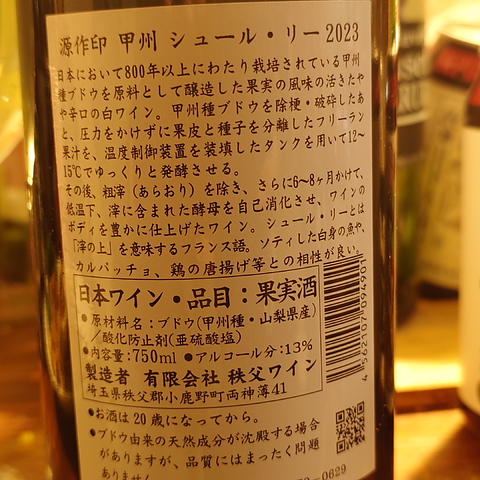 源作印 甲州 シュール・リー2023
日本において800年以上にわたり栽培されている甲州
種ブドウを原料として醸造した果実の風味の活きたや
や辛口の白ワイン。甲州種ブドウを除梗・破砕したあ
と、圧力をかけずに果皮と種子を分離したフリーラン
果汁を、温度制御装置を装填したタンクを用いて12～
15℃でゆっくりと発酵させる。
その後、粗滓（あらおり）を除き、さらに6～8ヶ月かけて、
低温下、滓に含まれた酵母を自己消化させ、ワインの
ボディを豊かに仕上げたワイン。シュール・リーとは
「滓の上」を意味するフランス語。ソティした白身の魚や、
カルパッチョ、鶏の唐揚げ等との相性が良い。
日本ワイン・品目：果実酒
●原材料名：ブドウ(甲州種・山梨県産)
／酸化防止剤(亜硫酸塩)
●内容量:750ml ●アルコール分:13%
製造者 有限会社 秩父ワイン
埼玉県秩父郡小鹿野町両神薄41
4562107094901
●お酒は20歳になってから。
●ブドウ由来の天然成分が沈殿する場合
がありますが、品質にはまったく問題
ありません。
-0629